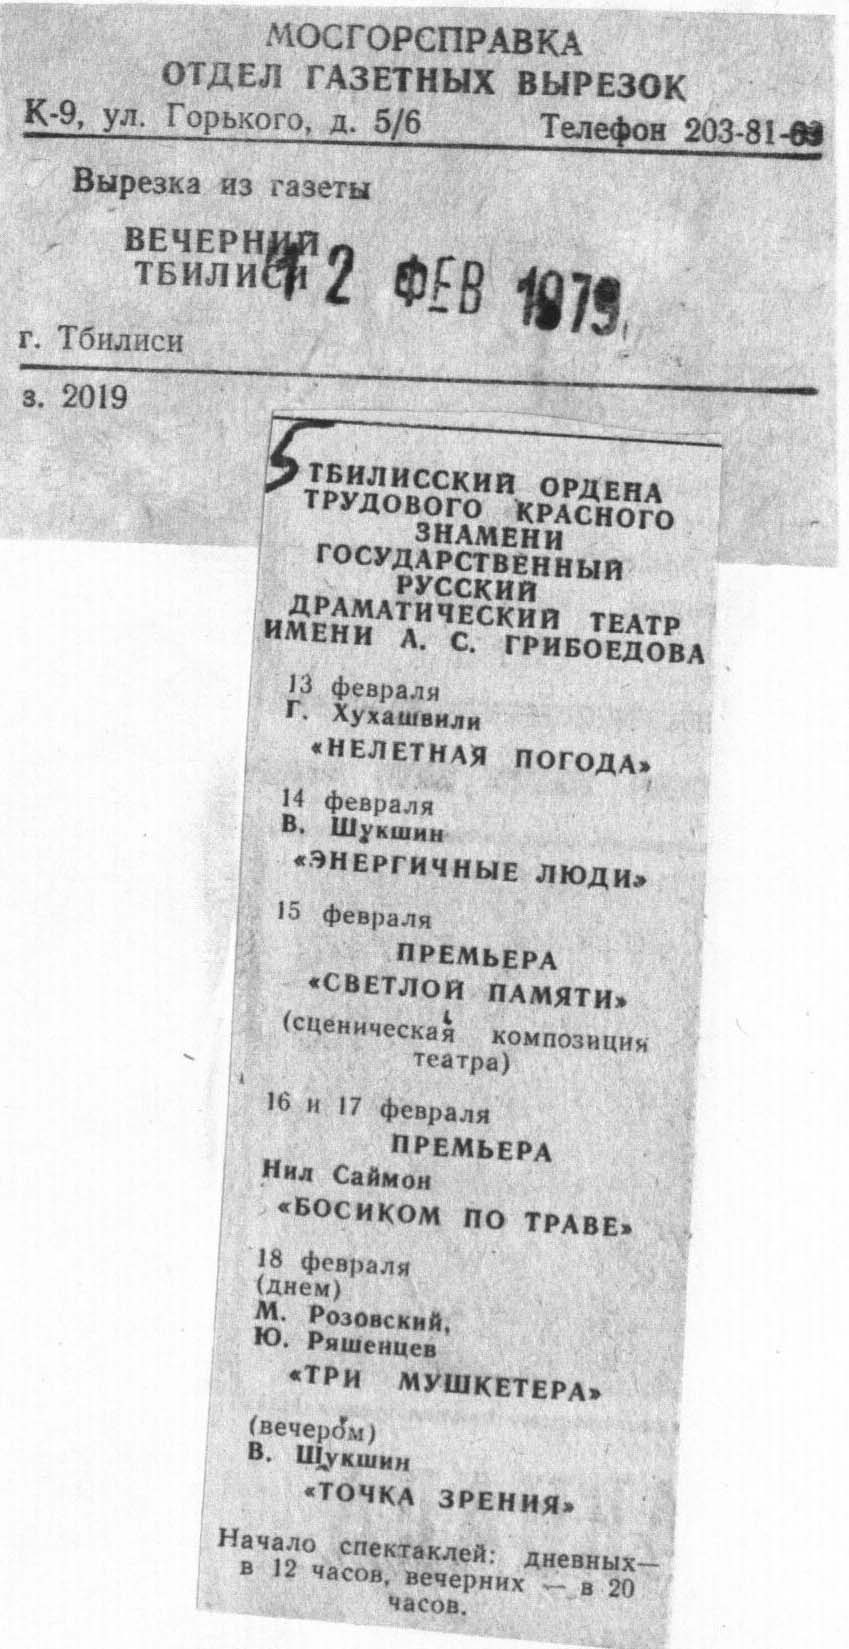 МОСГОРСПРАВКА
ОТДЕЛ ГАЗЕТНЫХ ВЫРЕЗОК
К-9, ул. Горького, д. 5/6 Телефон 203-81-63
Вырезка из газеты
ВЕЧЕРНИЙ
ТБИЛИСИ
12 ФЕВ 1979
г. Тбилиси
з. 2019
5
ТБИЛИССКИЙ ОРДЕНА
ТРУДОВОГО КРАСНОГО
ЗНАМЕНИ
ГОСУДАРСТВЕННЫЙ
РУССКИЙ
ДРАМАТИЧЕСКИЙ ТЕАТР
ИМЕНИ А. С. ГРИБОЕДОВА
13 февраля
Г. Хухашвили
«НЕЛЕТНАЯ ПОГОДА»
14 февраля
В. Шукшин
«ЭНЕРГИЧНЫЕ ЛЮДИ»
15 февраля
ПРЕМЬЕРА
«СВЕТЛОЙ ПАМЯТИ»
(сценическая композиция
театра)
16 и 17 февраля
ПРЕМЬЕРА
Нил Саймон
«БОСИКОМ ПО ТРАВЕ»
18 февраля
(днем)
М. Розовский,
Ю. Ряшенцев
«ТРИ МУШКЕТЕРА»
(вечером)
В. Шукшин
«ТОЧКА ЗРЕНИЯ»
Начало спектаклей: дневных—
в 12 часов, вечерних — в 20
часов.